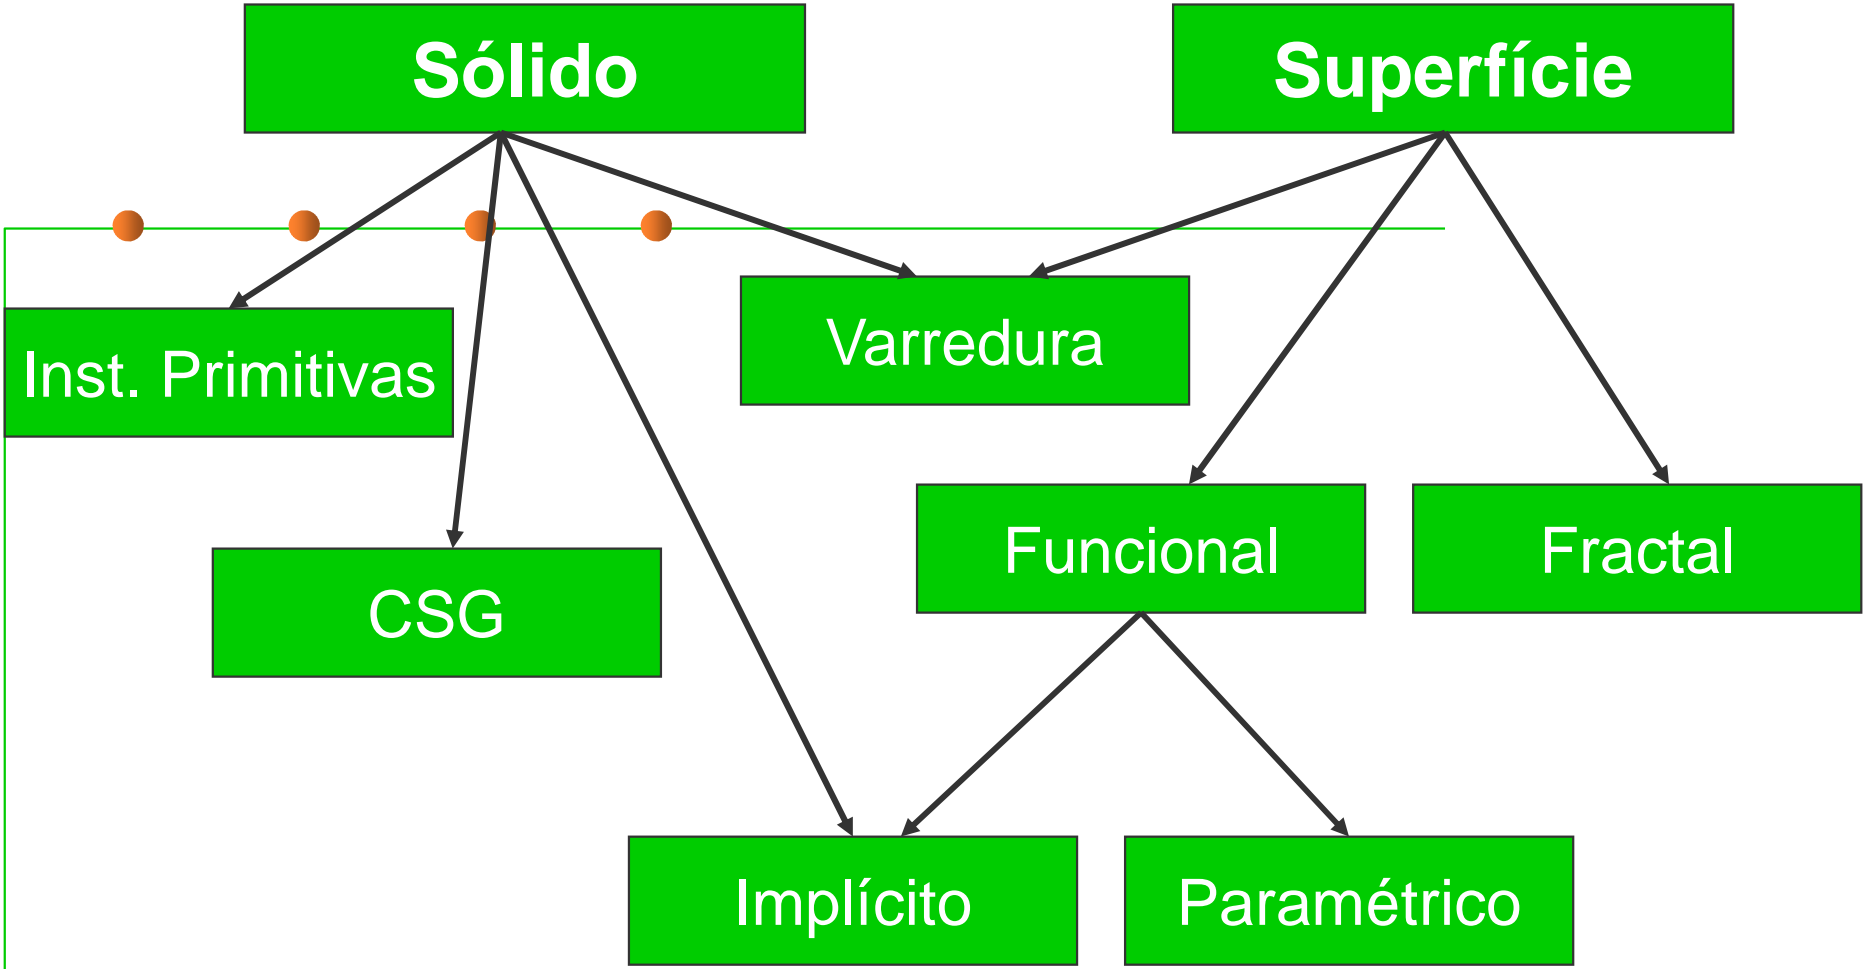 Sólido
Superfície
Varredura
Inst. Primitivas
Funcional
Fractal
CSG
Implícito
Paramétrico